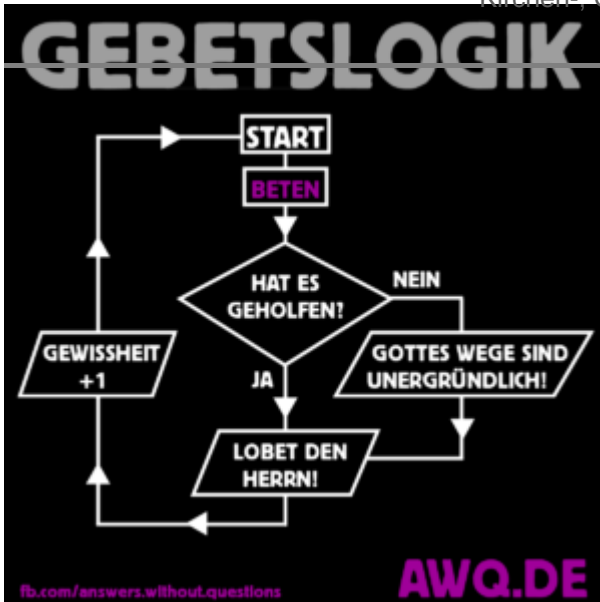 GEBETSLOGIK
START
BETEN
HAT ES
GEHOLFEN?
NEIN
JA
GEWISSHEIT
+1
GOTTES WEGE SIND
UNERGRÜNDLICH!
LOBET DEN
HERRN!
AWQ.DE
fb.com/answers.without.questions